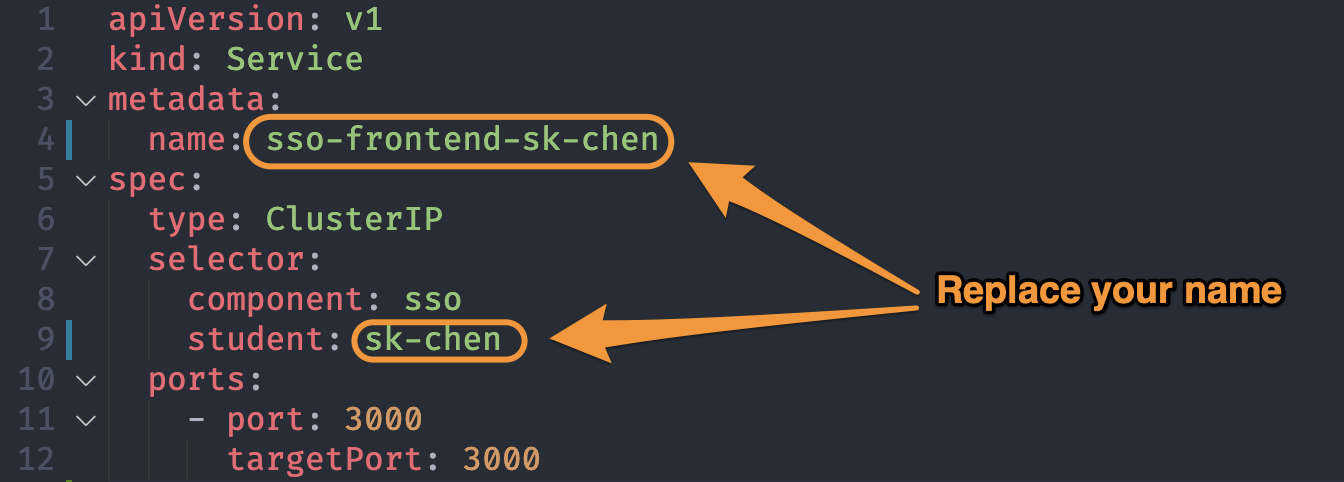 1 apiVersion: v1
2 kind: Service
3 metadata:
4 name: sso-frontend-sk-chen
5 spec:
6 type: ClusterIP
7 selector:
8 component: sso
9 student: sk-chen
10 ports:
11 - port: 3000
12 targetPort: 3000
Replace your name